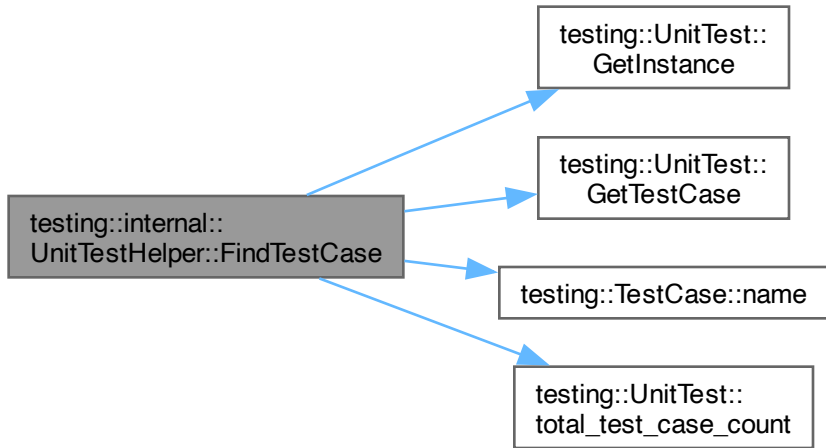 testing::UnitTest::
GetInstance
testing::UnitTest::
GetTestCase
testing::internal::
UnitTestHelper::FindTestCase
testing::TestCase::name
testing::UnitTest::
total_test_case_count